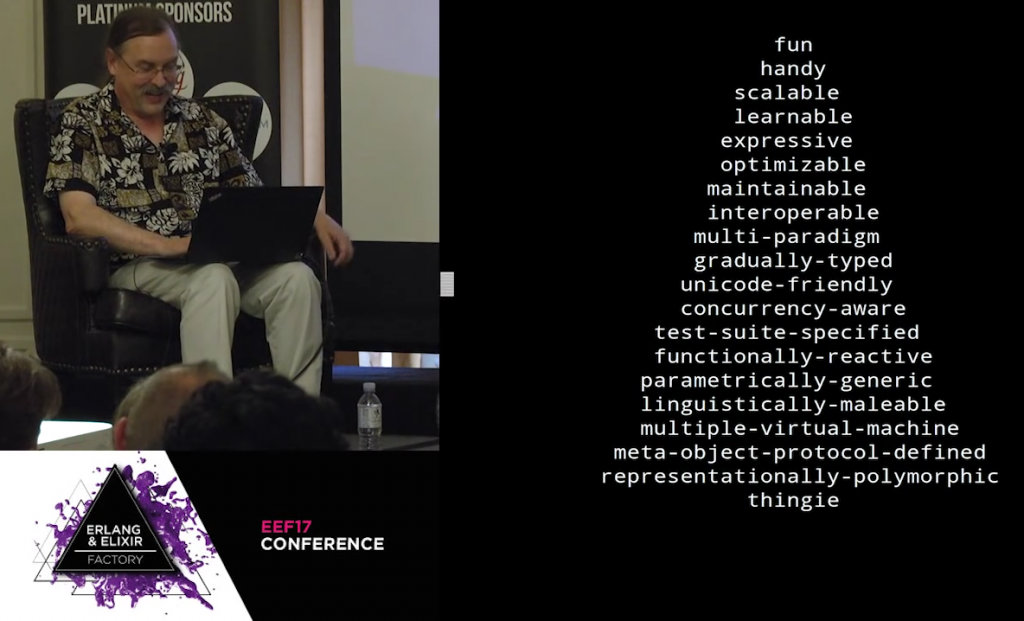 PLATINUM SPONSORS
fun
handy
scalable
learnable
expressive
optimizable
maintainable
interoperable
multi-paradigm
gradually-typed
unicode-friendly
concurrency-aware
test-suite-specified
functionally-reactive
parametrically-generic
linguistically-maleable
multiple-virtual-machine
meta-object-protocol-defined
representationally-polymorphic
thingie
ERLANG
& ELIXIR
FACTORY
EEF17
CONFERENCE